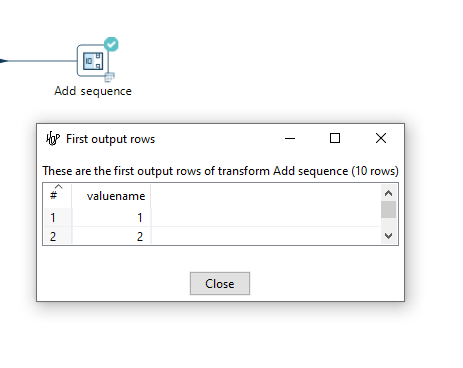 Add sequence
First output rows
These are the first output rows of transform Add sequence (10 rows)
# valuename
1 1
2 2
Close